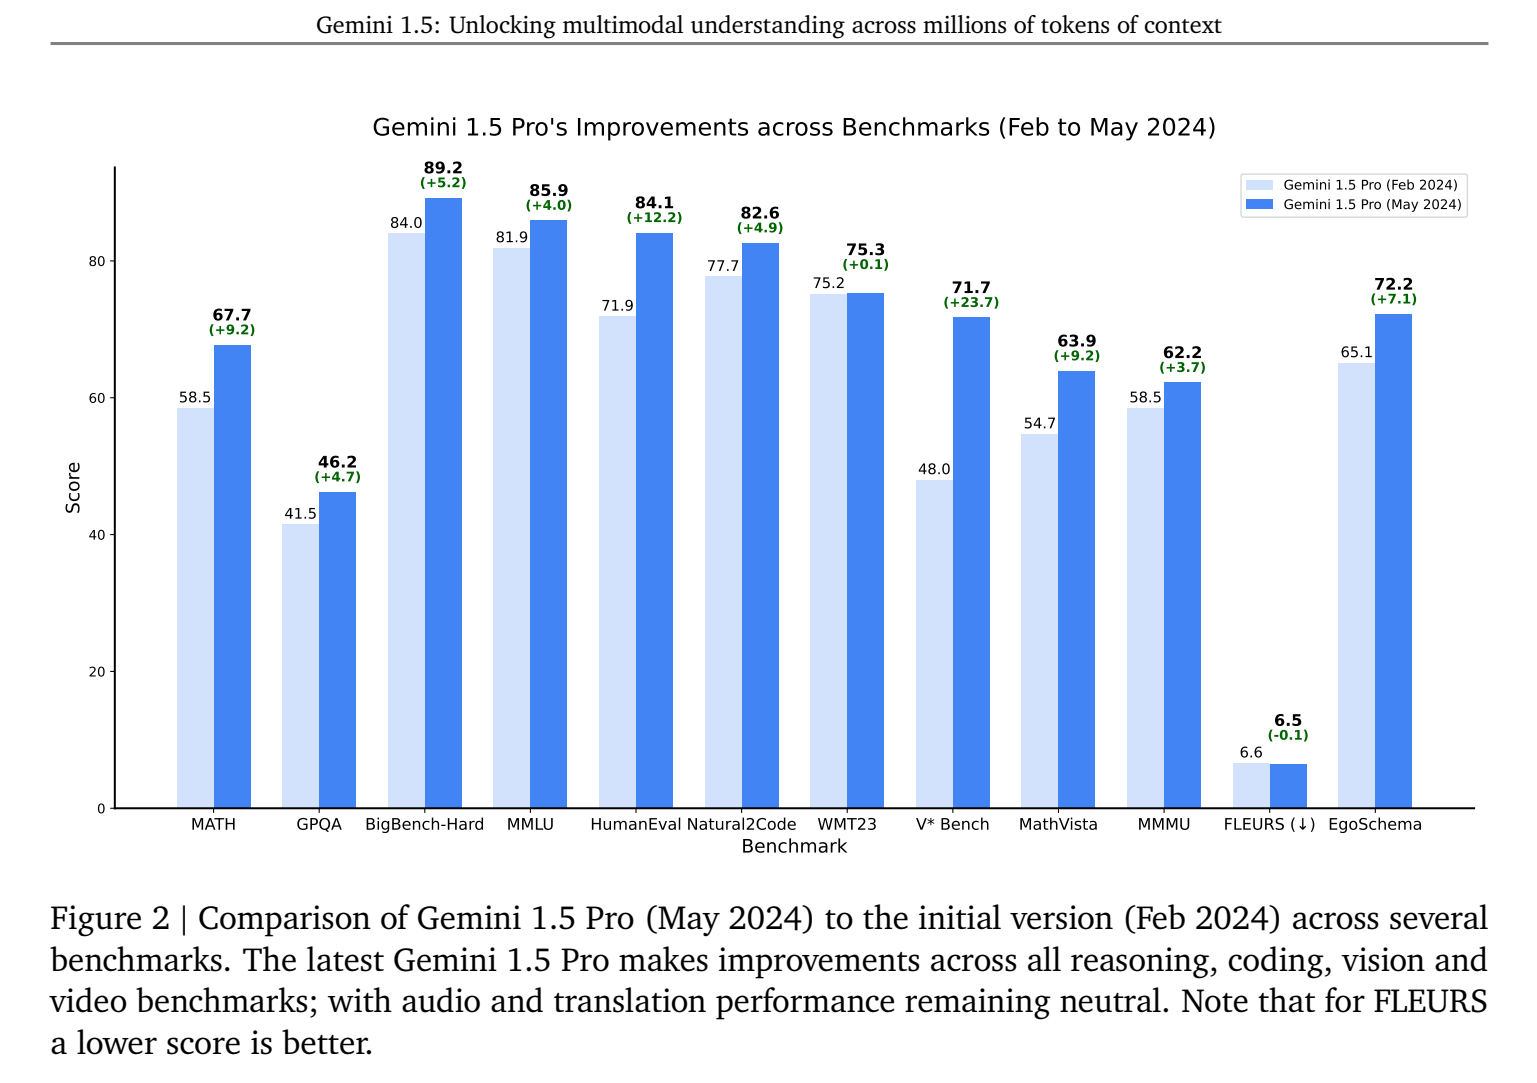 Gemini 1.5: Unlocking multimodal understanding across millions of tokens of context
Gemini 1.5 Pro's Improvements across Benchmarks (Feb to May 2024)
Gemini 1.5 Pro (Feb 2024)
Gemini 1.5 Pro (May 2024)
Score
80
60
40
20
0
58.5
67.7
(+9.2)
41.5
46.2
(+4.7)
84.0
89.2
(+5.2)
81.9
85.9
(+4.0)
71.9
84.1
(+12.2)
77.7
82.6
(+4.9)
75.2
75.3
(+0.1)
48.0
71.7
(+23.7)
54.7
63.9
(+9.2)
58.5
62.2
(+3.7)
6.6
6.5
(-0.1)
65.1
72.2
(+7.1)
MATH
GPQA
BigBench-Hard
MMLU
HumanEval
Natural2Code
WMT23
V* Bench
MathVista
MMMU
FLEURS (↓)
EgoSchema
Benchmark
Figure 2 | Comparison of Gemini 1.5 Pro (May 2024) to the initial version (Feb 2024) across several
benchmarks. The latest Gemini 1.5 Pro makes improvements across all reasoning, coding, vision and
video benchmarks; with audio and translation performance remaining neutral. Note that for FLEURS
a lower score is better.